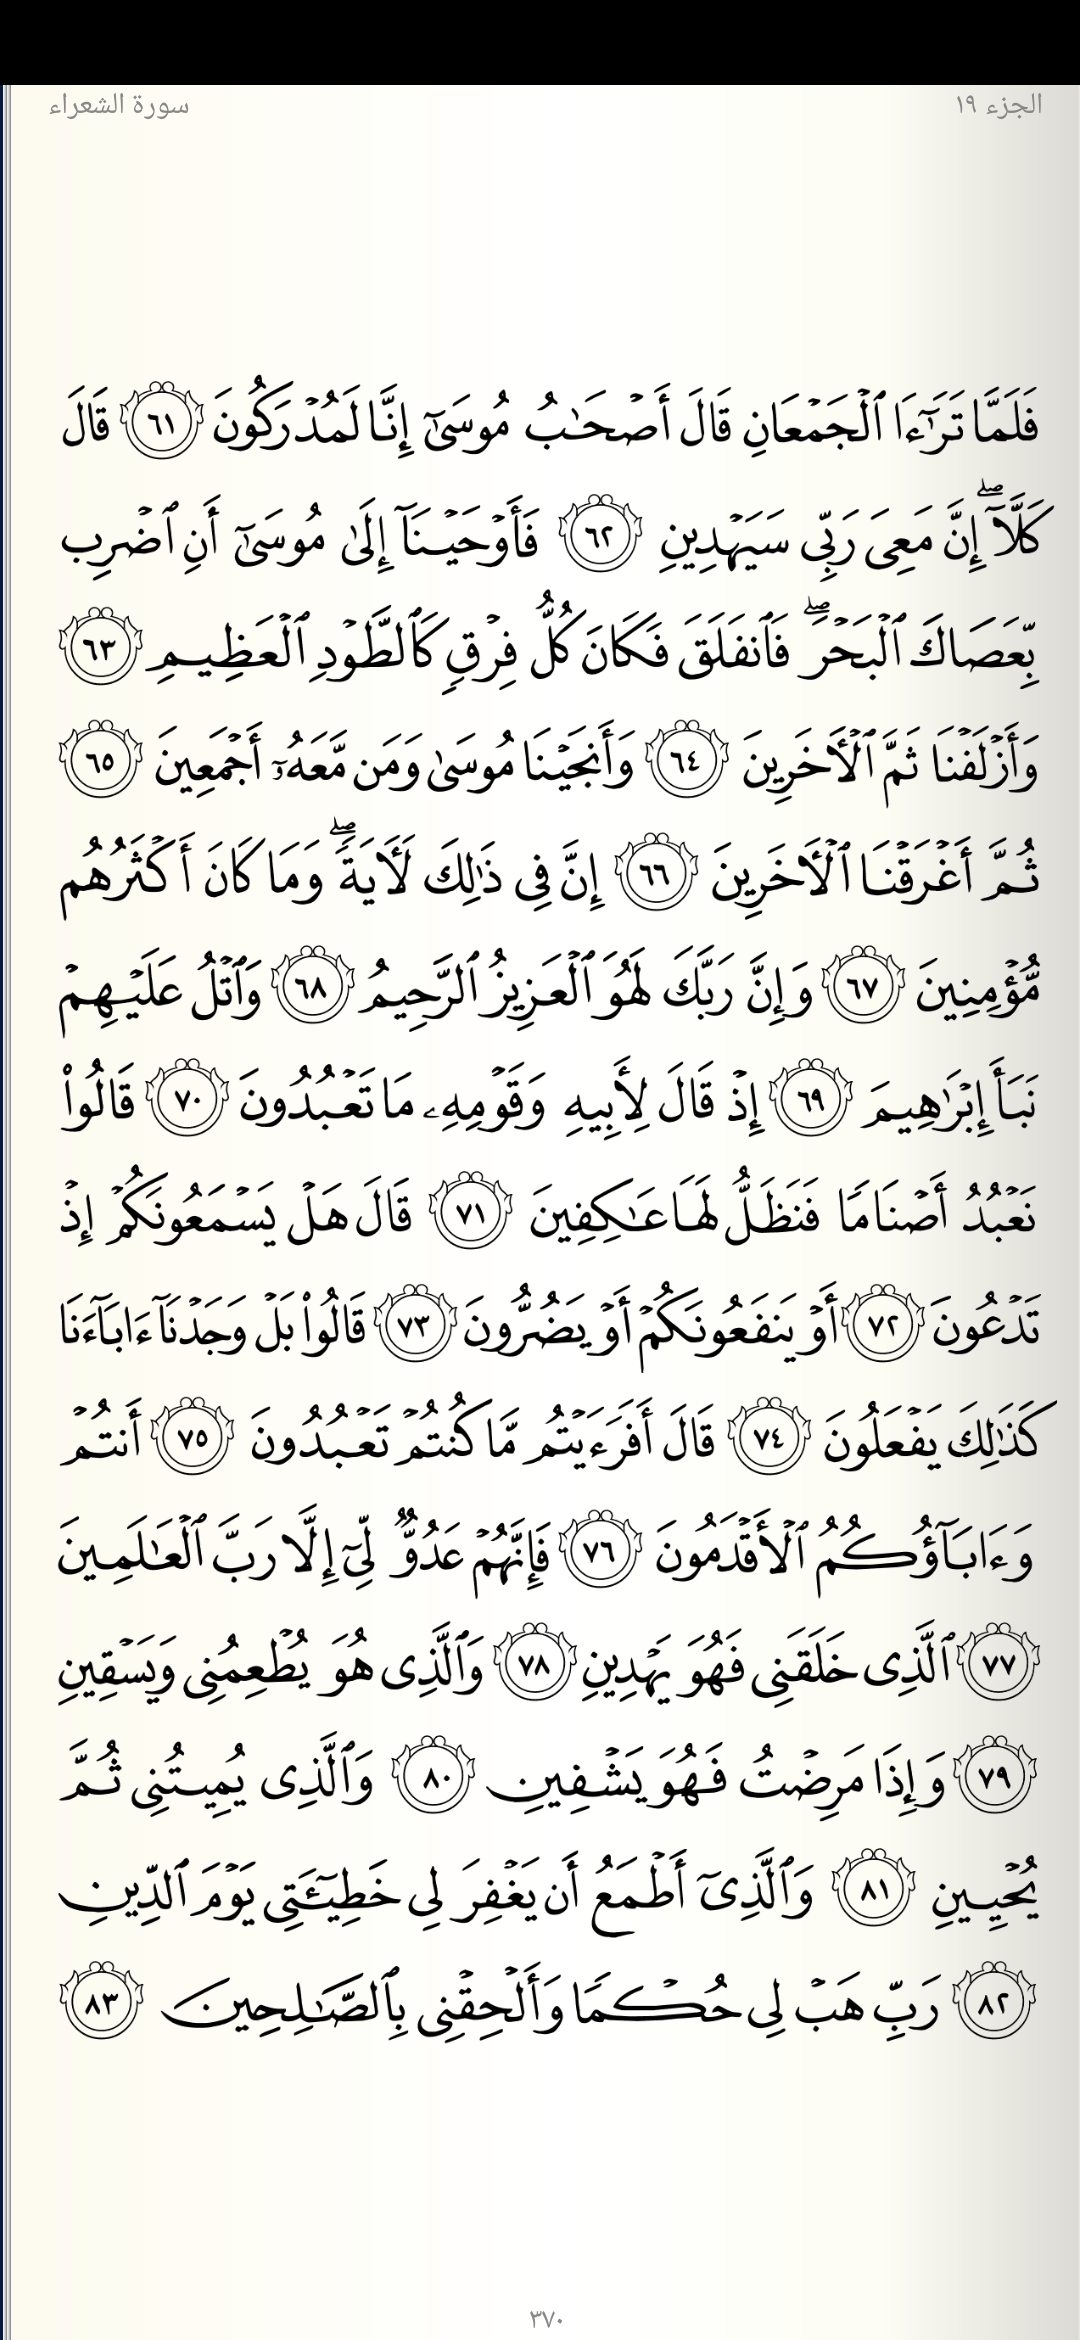 الجزء ١٩
سورة الشعراء
فَلَمَّا تَرَٰٓءَا ٱلۡجَمۡعَانِ قَالَ أَصۡحَٰبُ مُوسَىٰٓ إِنَّا لَمُدۡرَكُونَ ٦١ قَالَ
كَلَّآۖ إِنَّ مَعِيَ رَبِّي سَيَهۡدِينِ ٦٢ فَأَوۡحَيۡنَآ إِلَىٰ مُوسَىٰٓ أَنِ ٱضۡرِب
بِّعَصَاكَ ٱلۡبَحۡرَۖ فَٱنفَلَقَ فَكَانَ كُلُّ فِرۡقٖ كَٱلطَّوۡدِ ٱلۡعَظِيمِ ٦٣
وَأَزۡلَفۡنَا ثَمَّ ٱلۡأٓخَرِينَ ٦٤ وَأَنجَيۡنَا مُوسَىٰ وَمَن مَّعَهُۥٓ أَجۡمَعِينَ ٦٥
ثُمَّ أَغۡرَقۡنَا ٱلۡأٓخَرِينَ ٦٦ إِنَّ فِي ذَٰلِكَ لَأٓيَةٗۖ وَمَا كَانَ أَكۡثَرُهُم
مُّؤۡمِنِينَ ٦٧ وَإِنَّ رَبَّكَ لَهُوَ ٱلۡعَزِيزُ ٱلرَّحِيمُ ٦٨ وَٱتۡلُ عَلَيۡهِمۡ
نَبَأَ إِبۡرَٰهِيمَ ٦٩ إِذۡ قَالَ لِأَبِيهِ وَقَوۡمِهِۦ مَا تَعۡبُدُونَ ٧٠ قَالُواْ
نَعۡبُدُ أَصۡنَامٗا فَنَظَلُّ لَهَا عَٰكِفِينَ ٧١ قَالَ هَلۡ يَسۡمَعُونَكُمۡ إِذۡ
تَدۡعُونَ ٧٢ أَوۡ يَنفَعُونَكُمۡ أَوۡ يَضُرُّونَ ٧٣ قَالُواْ بَلۡ وَجَدۡنَآ ءَابَآءَنَا
كَذَٰلِكَ يَفۡعَلُونَ ٧٤ قَالَ أَفَرَءَيۡتُم مَّا كُنتُمۡ تَعۡبُدُونَ ٧٥ أَنتُمۡ
وَءَابَآؤُكُمُ ٱلۡأَقۡدَمُونَ ٧٦ فَإِنَّهُمۡ عَدُوّٞ لِّيٓ إِلَّا رَبَّ ٱلۡعَٰلَمِينَ
٧٧ ٱلَّذِي خَلَقَنِي فَهُوَ يَهۡدِينِ ٧٨ وَٱلَّذِي هُوَ يُطۡعِمُنِي وَيَسۡقِينِ
٧٩ وَإِذَا مَرِضۡتُ فَهُوَ يَشۡفِينِ ٨٠ وَٱلَّذِي يُمِيتُنِي ثُمَّ
يُحۡيِينِ ٨١ وَٱلَّذِيٓ أَطۡمَعُ أَن يَغۡفِرَ لِي خَطِيٓـَٔتِي يَوۡمَ ٱلدِّينِ
٨٢ رَبِّ هَبۡ لِي حُكۡمٗا وَأَلۡحِقۡنِي بِٱلصَّٰلِحِينَ ٨٣
٣٧٠